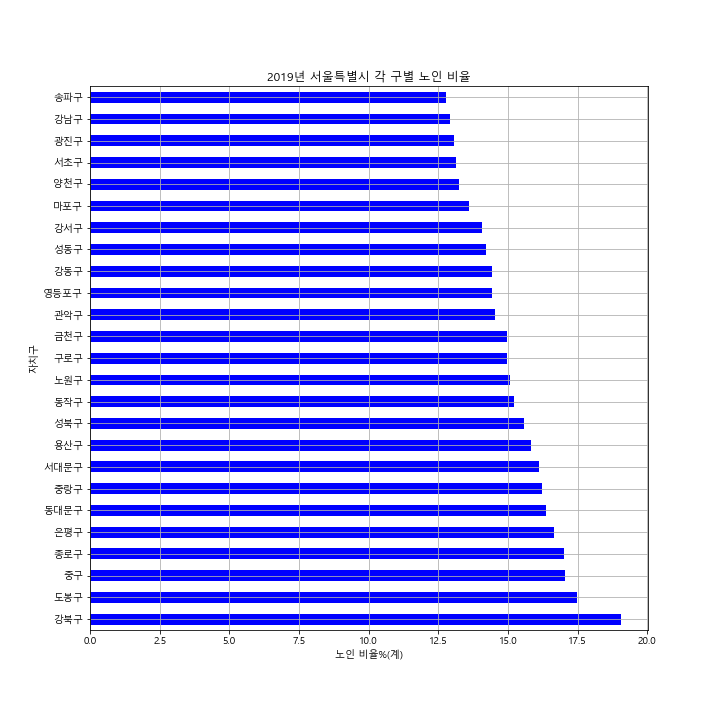 2019년 서울특별시 각 구별 노인 비율
자치구
송파구
강남구
광진구
서초구
양천구
마포구
강서구
성동구
강동구
영등포구
관악구
금천구
구로구
노원구
동작구
성북구
용산구
서대문구
중랑구
동대문구
은평구
종로구
중구
도봉구
강북구
0.0 2.5 5.0 7.5 10.0 12.5 15.0 17.5 20.0
노인 비율%(계)